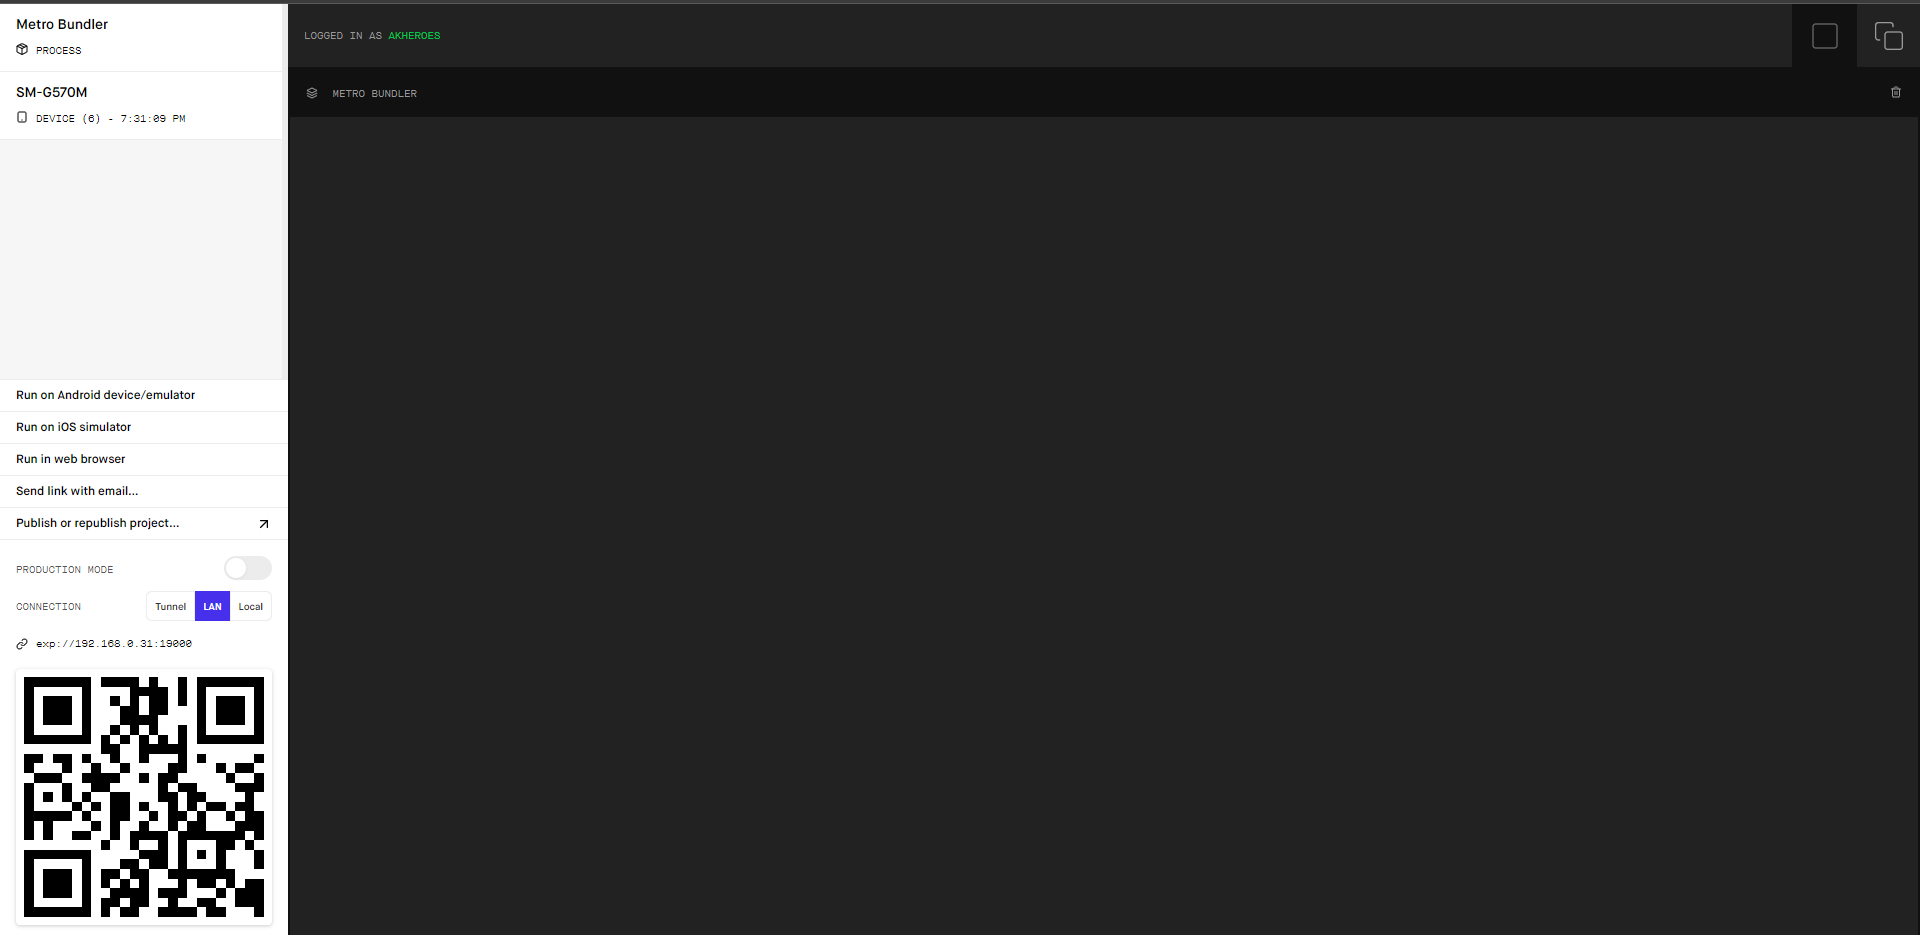 Metro Bundler
PROCESS
SM-G570M
DEVICE (6) - 7:31:09 PM
Run on Android device/emulator
Run on iOS simulator
Run in web browser
Send link with email...
Publish or republish project...
PRODUCTION MODE
CONNECTION Tunnel LAN Local
exp://192.168.0.31:19000
LOGGED IN AS AKHEROES
METRO BUNDLER